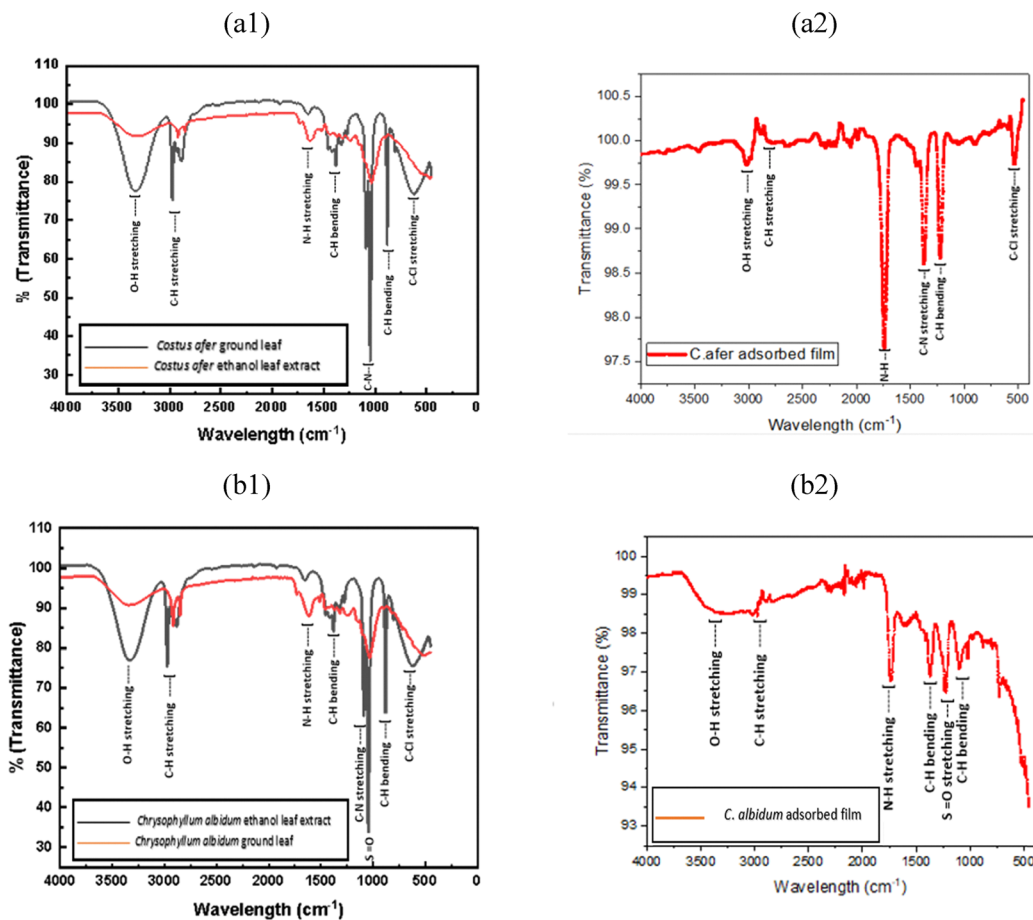 (a1)
110
100
90
80
70
60
50
40
30
% (Transmittance)
O-H stretching
C-H stretching
N-H stretching
C-H bending
C-N
C-H bending
C-Cl stretching
Costus afer ground leaf
Costus afer ethanol leaf extract
4000 3500 3000 2500 2000 1500 1000 500 0
Wavelength (cm-1)
(a2)
100.5
100.0
99.5
99.0
98.5
98.0
97.5
Transmittance (%)
O-H stretching
C-H stretching
N-H
C-N stretching
C-H bending
C-Cl stretching
C.afer adsorbed film
4000 3500 3000 2500 2000 1500 1000 500
Wavelength (cm-1)
(b1)
110
100
90
80
70
60
50
40
30
% (Transmittance)
O-H stretching
C-H stretching
N-H stretching
C-H bending
C-N stretching
S=O
C-H bending
C-Cl stretching
Chrysophyllum albidum ethanol leaf extract
Chrysophyllum albidum ground leaf
4000 3500 3000 2500 2000 1500 1000 500 0
Wavelength (cm-1)
(b2)
100
99
98
97
96
95
94
93
Transmittance (%)
O-H stretching
C-H stretching
N-H stretching
C-H bending
S=O stretching
C-H bending
C. albidum adsorbed film
4000 3500 3000 2500 2000 1500 1000 500
Wavelength (cm-1)